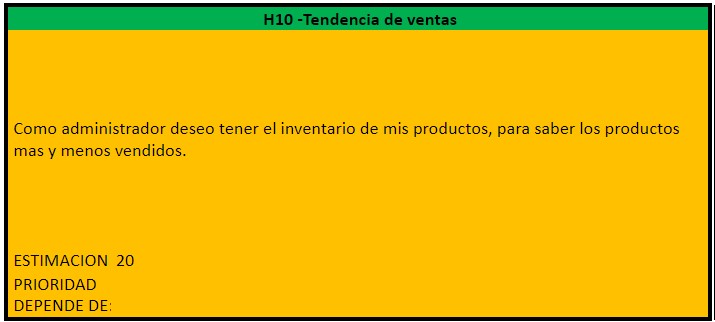 H10 -Tendencia de ventas
Como administrador deseo tener el inventario de mis productos, para saber los productos
mas y menos vendidos.
ESTIMACION  20
PRIORIDAD
DEPENDE DE: